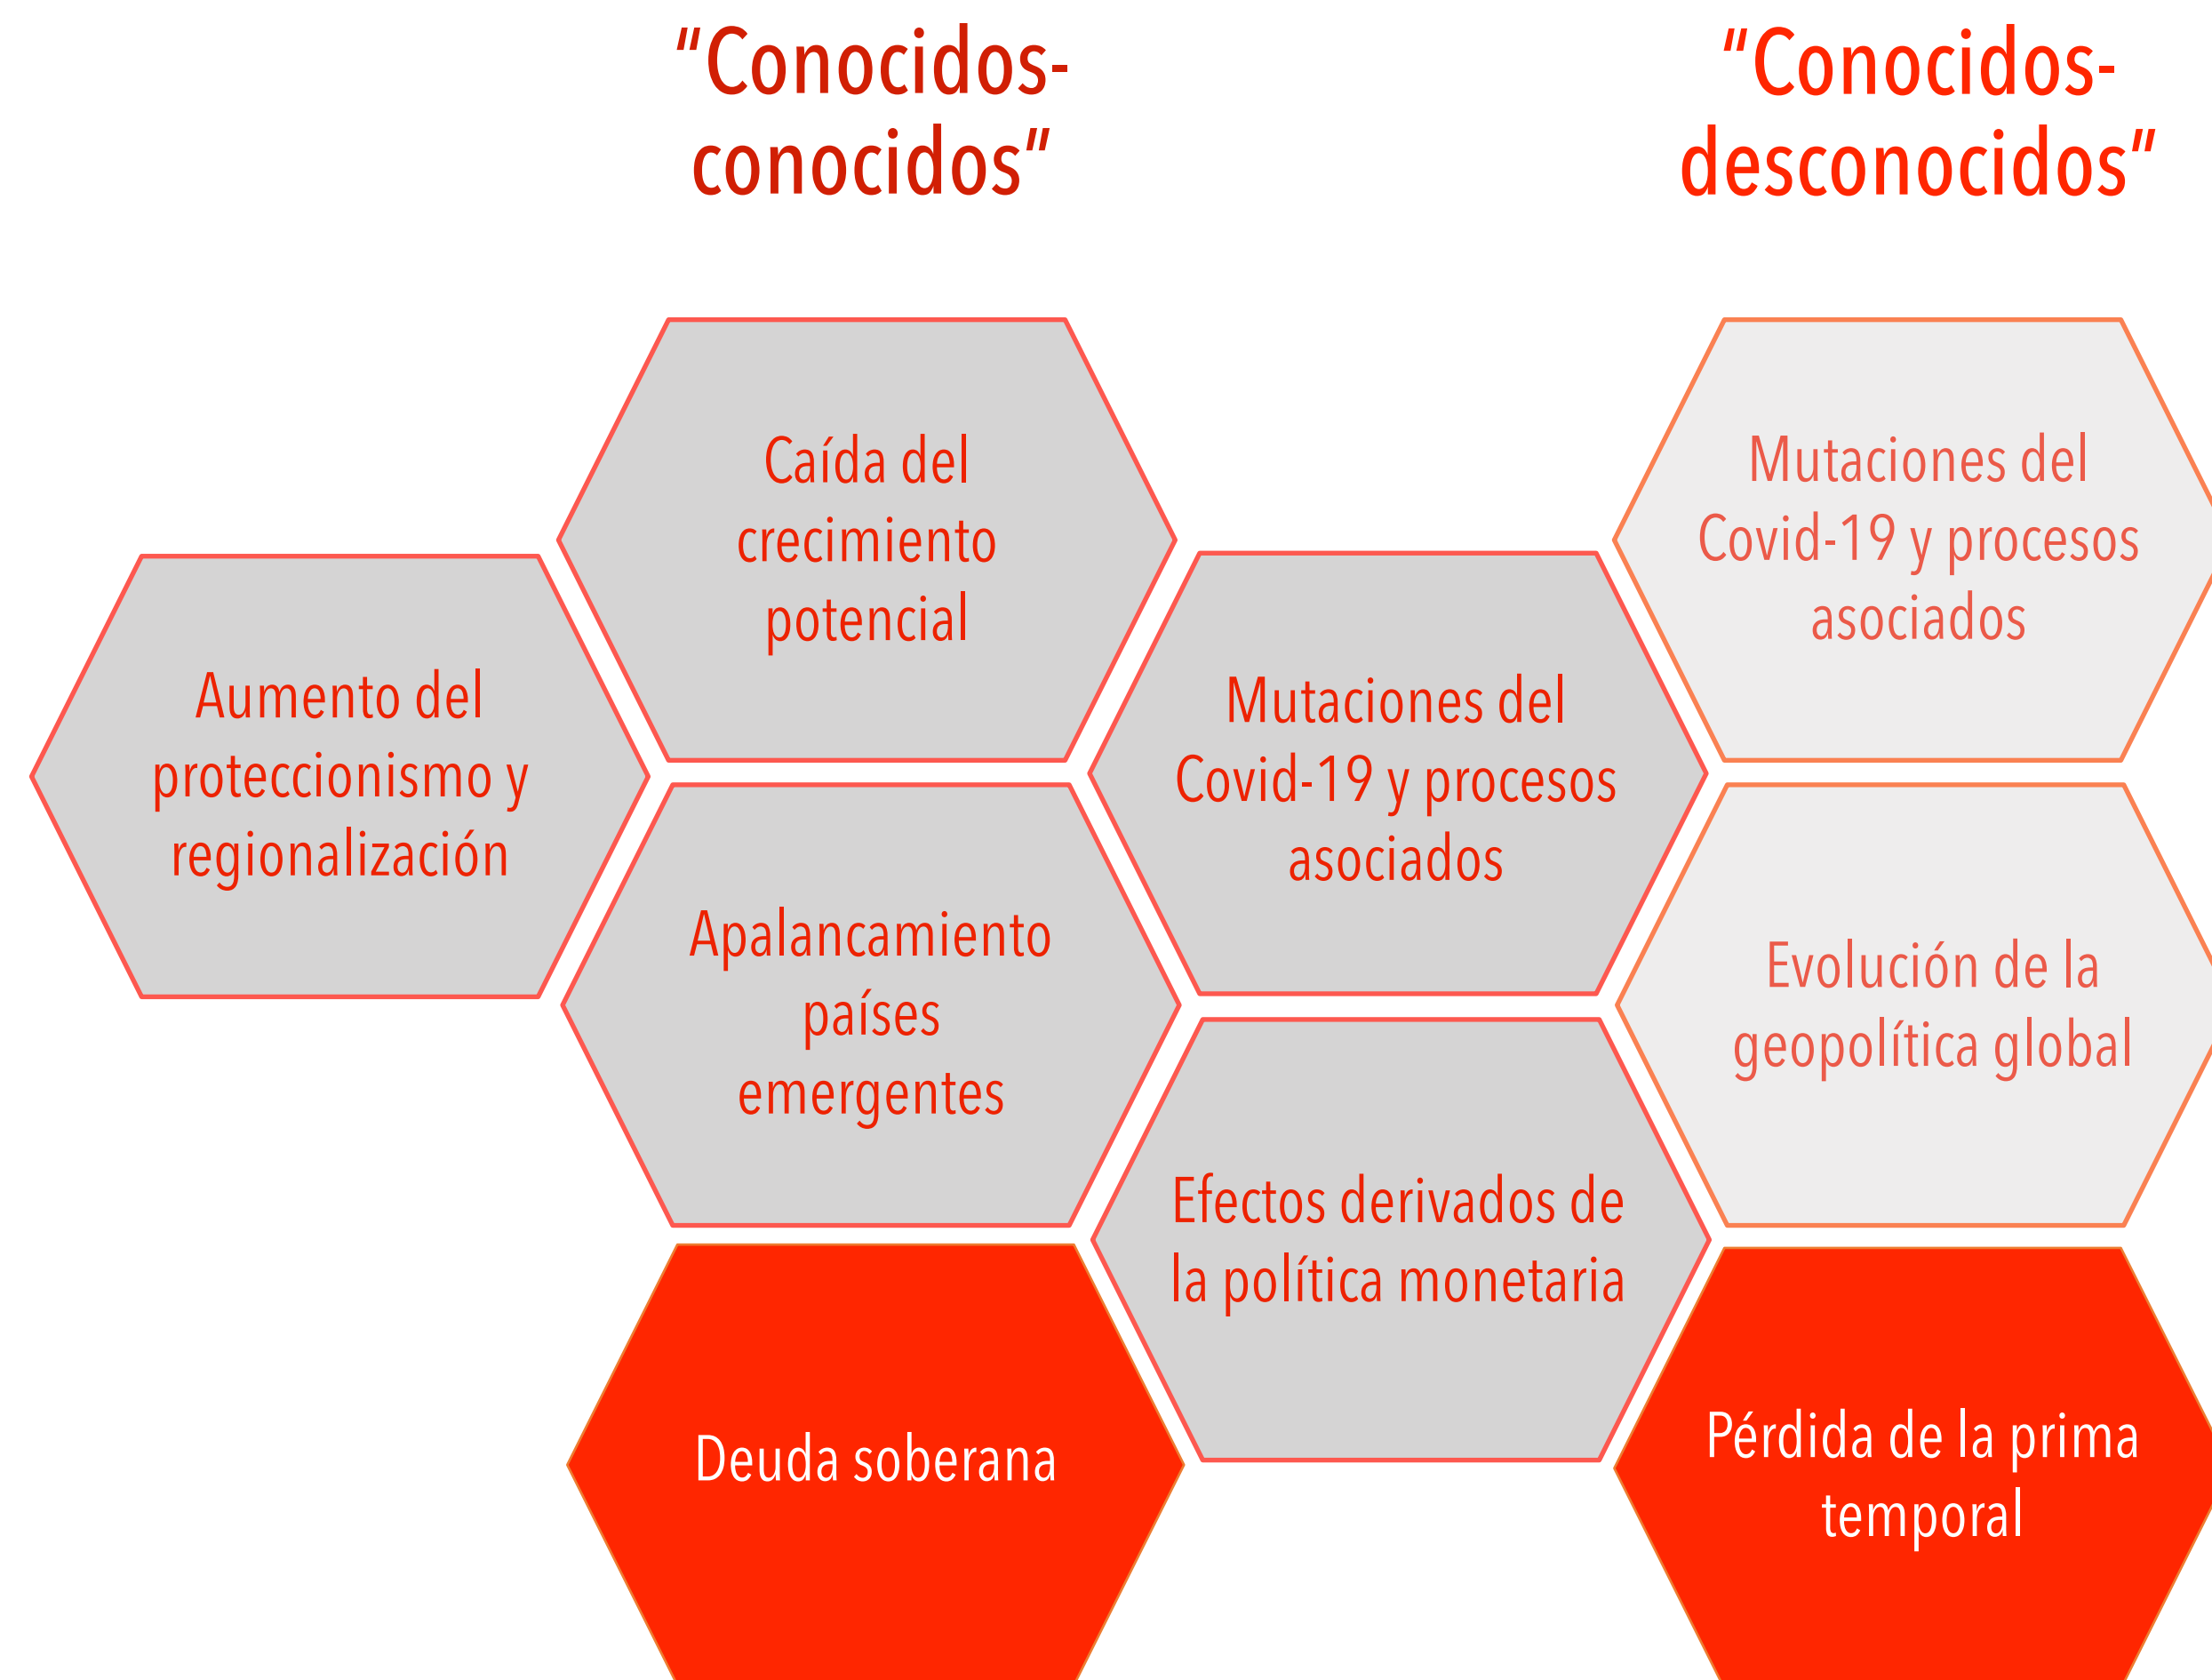 “Conocidos-
conocidos”
“Conocidos-
desconocidos”
Caída del
crecimiento
potencial
Mutaciones del
Covid-19 y procesos
asociados
Aumento del
proteccionismo y
regionalización
Mutaciones del
Covid-19 y procesos
asociados
Apalancamiento
países
emergentes
Evolución de la
geopolítica global
Efectos derivados de
la política monetaria
Deuda soberana
Pérdida de la prima
temporal